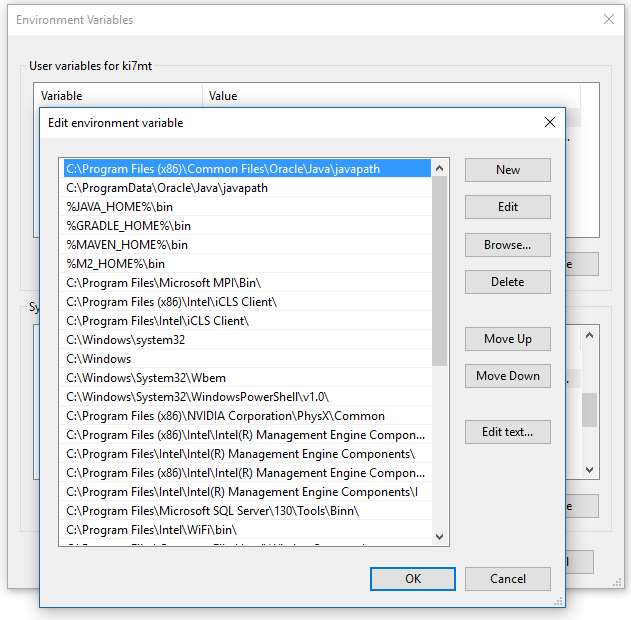 Environment Variables
User variables for ki7mt
Variable Value
Edit environment variable
C:\Program Files (x86)\Common Files\Oracle\Java\javapath
C:\ProgramData\Oracle\Java\javapath
%JAVA_HOME%\bin
%GRADLE_HOME%\bin
%MAVEN_HOME%\bin
%M2_HOME%\bin
C:\Program Files\Microsoft MPI\Bin\
C:\Program Files (x86)\Intel\iCLS Client\
C:\Program Files\Intel\iCLS Client\
C:\Windows\system32
C:\Windows
C:\Windows\System32\Wbem
C:\Windows\System32\WindowsPowerShell\v1.0\
C:\Program Files (x86)\NVIDIA Corporation\PhysX\Common
C:\Program Files (x86)\Intel\Intel(R) Management Engine Compon...
C:\Program Files\Intel\Intel(R) Management Engine Components\
C:\Program Files (x86)\Intel\Intel(R) Management Engine Compon...
C:\Program Files\Intel\Intel(R) Management Engine Components\I
C:\Program Files\Microsoft SQL Server\130\Tools\Binn\
C:\Program Files\Intel\WiFi\bin\
New
Edit
Browse...
Delete
Move Up
Move Down
Edit text...
OK
Cancel